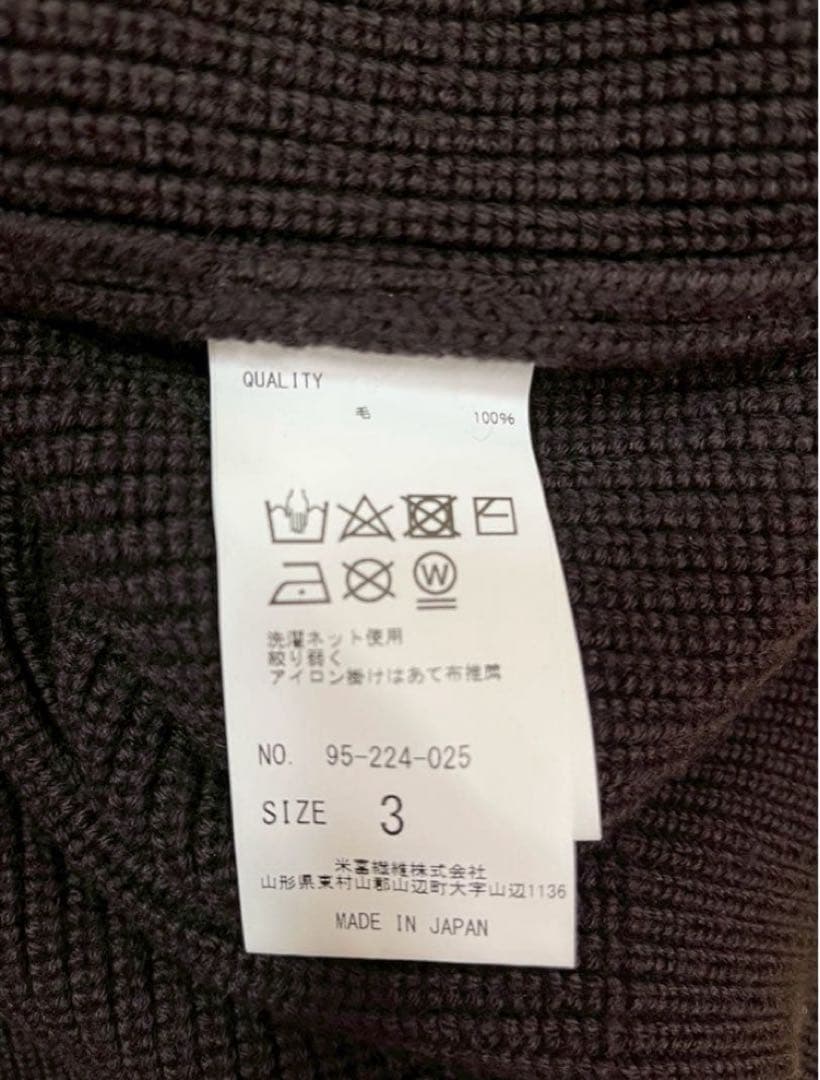 QUALITY
毛 100%
W
洗濯ネット使用
絞り弱く
アイロン掛けはあて布推薦
NO. 95-224-025
SIZE 3
米富繊維株式会社
山形県東村山郡山辺町大字山辺1136
MADE IN JAPAN